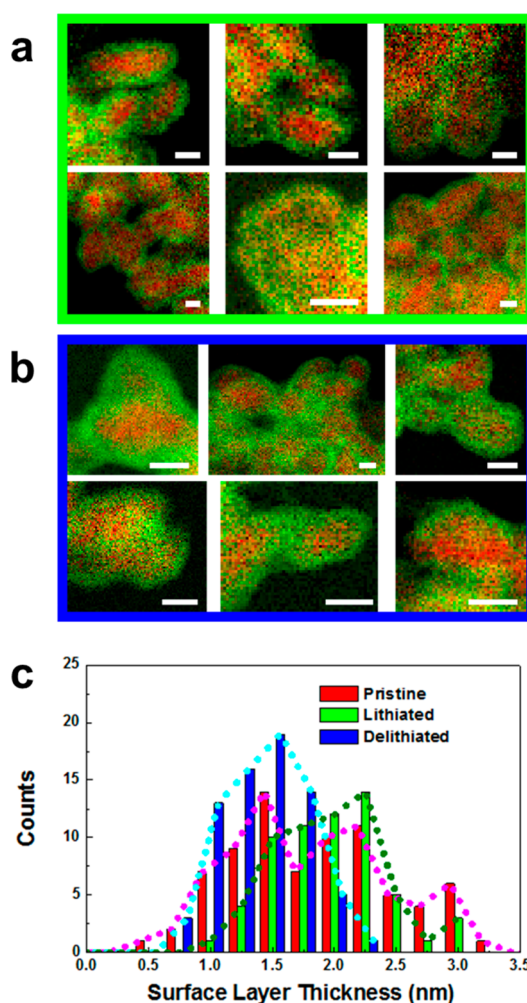 a
b
c
25
20
15
10
5
0
Counts
Pristine
Lithiated
Delithiated
0.0 0.5 1.0 1.5 2.0 2.5 3.0 3.5
Surface Layer Thickness (nm)